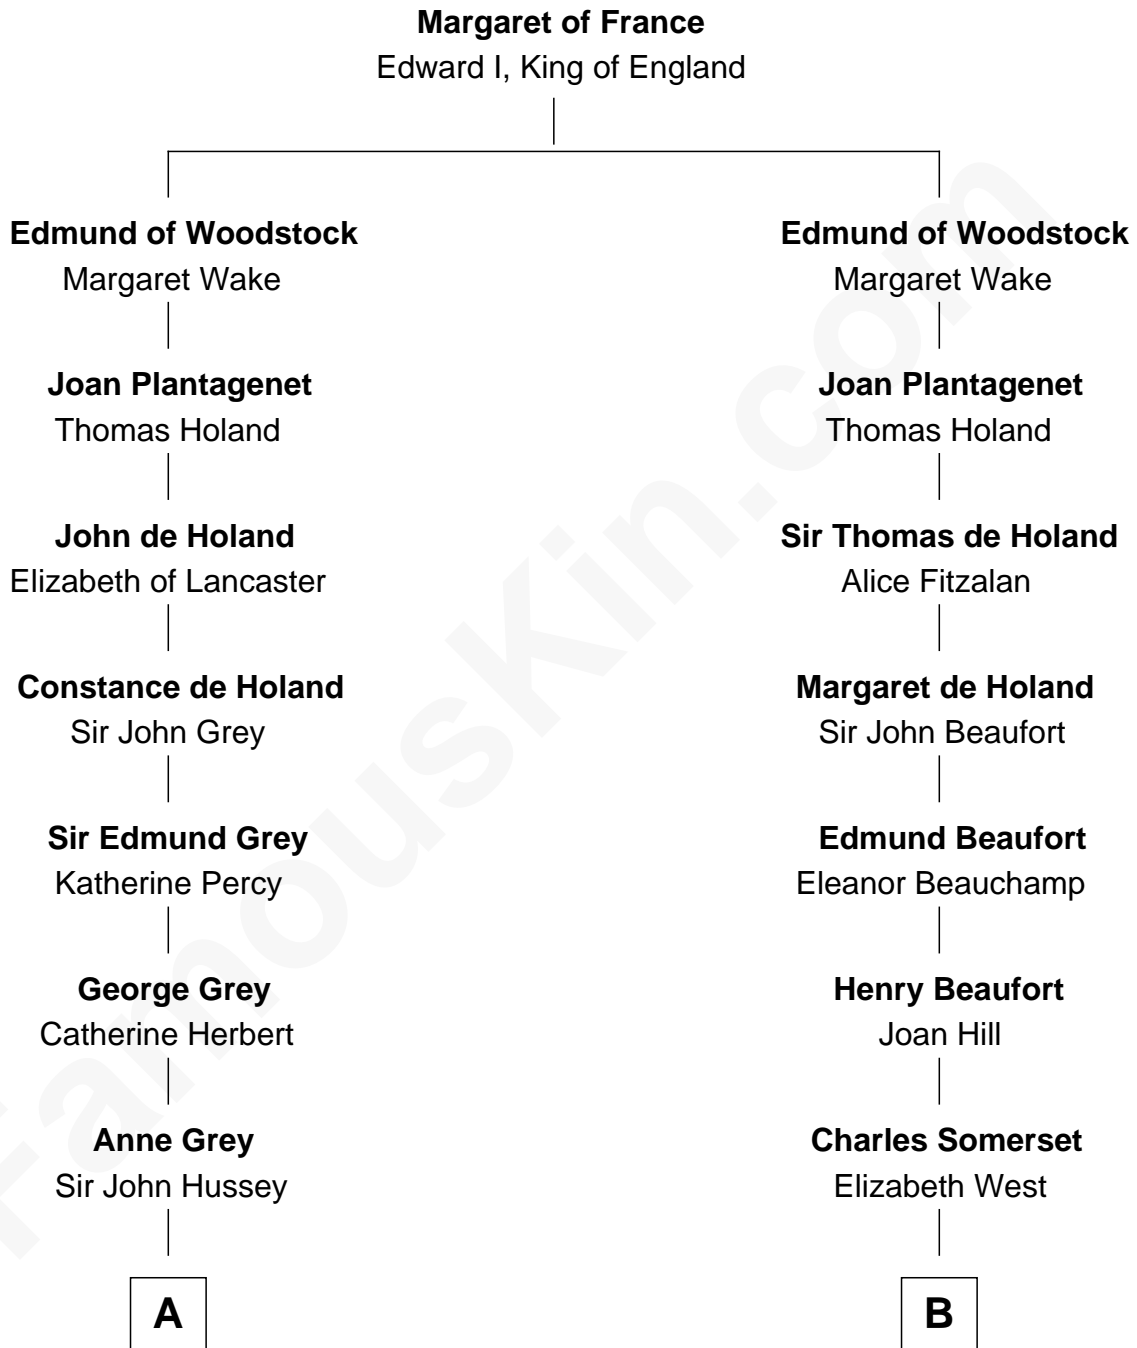 Margaret of France
Edward I, King of England
Edmund of Woodstock
Margaret Wake
Edmund of Woodstock
Margaret Wake
Joan Plantagenet
Thomas Holand
Joan Plantagenet
Thomas Holand
John de Holand
Elizabeth of Lancaster
Sir Thomas de Holand
Alice Fitzalan
Constance de Holand
Sir John Grey
Margaret de Holand
Sir John Beaufort
Sir Edmund Grey
Katherine Percy
Edmund Beaufort
Eleanor Beauchamp
George Grey
Catherine Herbert
Henry Beaufort
Joan Hill
Anne Grey
Sir John Hussey
Charles Somerset
Elizabeth West
A
B
FamousKin.com